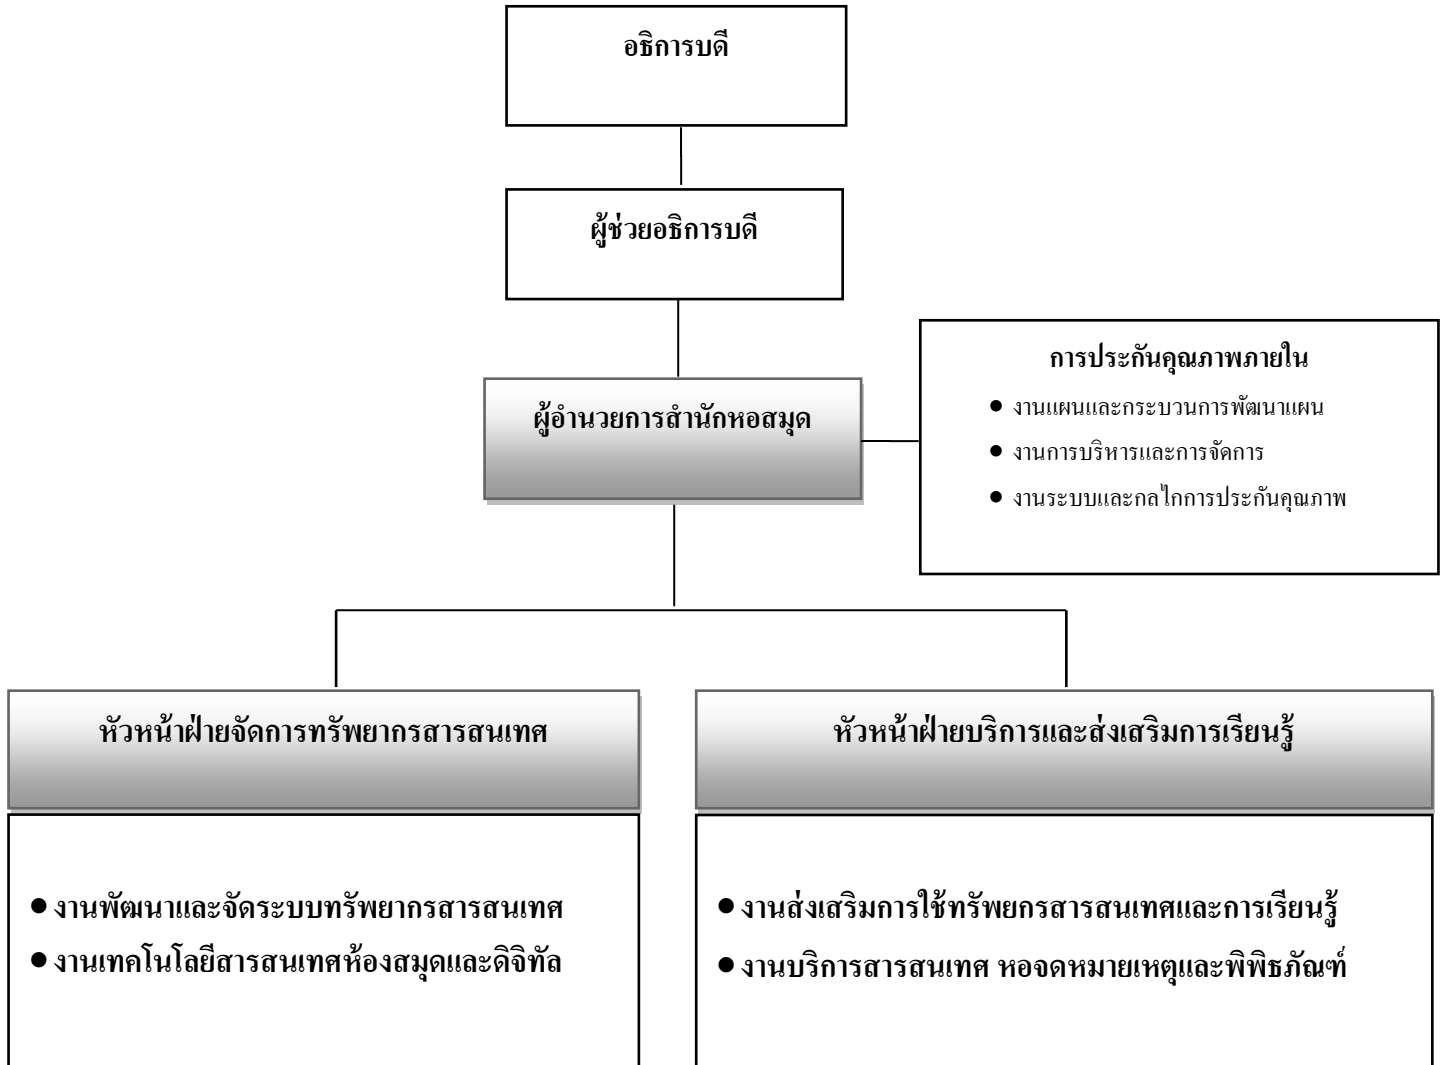 อธิการบดี
ผู้ช่วยอธิการบดี
ผู้อำนวยการสำนักหอสมุด
การประกันคุณภาพภายใน
● งานแผนและกระบวนการพัฒนาแผน
● งานการบริหารและการจัดการ
● งานระบบและกลไกการประกันคุณภาพ
หัวหน้าฝ่ายจัดการทรัพยากรสารสนเทศ
● งานพัฒนาและจัดระบบทรัพยากรสารสนเทศ
● งานเทคโนโลยีสารสนเทศห้องสมุดและดิจิทัล
หัวหน้าฝ่ายบริการและส่งเสริมการเรียนรู้
● งานส่งเสริมการใช้ทรัพยกรสารสนเทศและการเรียนรู้
● งานบริการสารสนเทศ หอจดหมายเหตุและพิพิธภัณฑ์